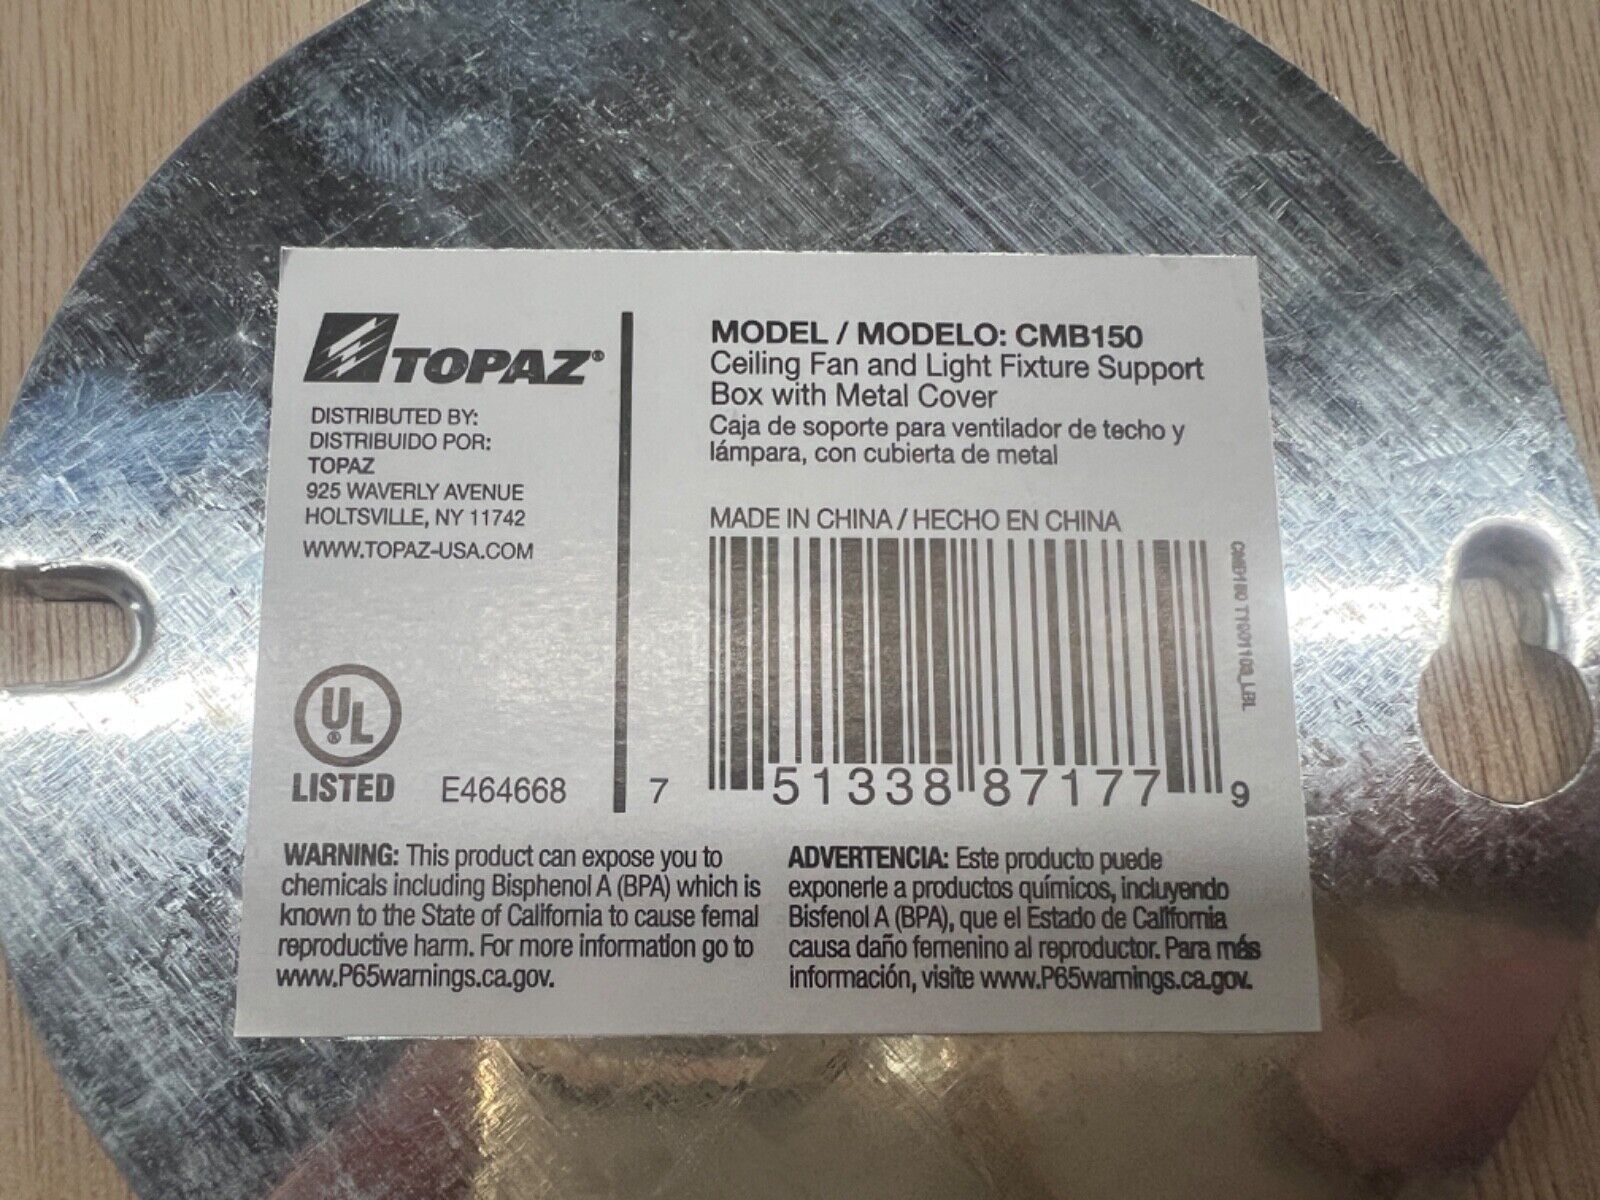 TOPAZ®
DISTRIBUTED BY:
DISTRIBUIDO POR:
TOPAZ
925 WAVERLY AVENUE
HOLTSVILLE, NY 11742
WWW.TOPAZ-USA.COM
UL
®
LISTED
E464668
MODEL / MODELO: CMB150
Ceiling Fan and Light Fixture Support
Box with Metal Cover
Caja de soporte para ventilador de techo y
lámpara, con cubierta de metal
MADE IN CHINA / HECHO EN CHINA
7 51338 87177 9
WARNING: This product can expose you to
chemicals including Bisphenol A (BPA) which is
known to the State of California to cause femal
reproductive harm. For more information go to
www.P65warnings.ca.gov.
ADVERTENCIA: Este producto puede
exponerle a productos químicos, incluyendo
Bisfenol A (BPA), que el Estado de California
causa daño femenino al reproductor. Para más
información, visite www.P65warnings.ca.gov.